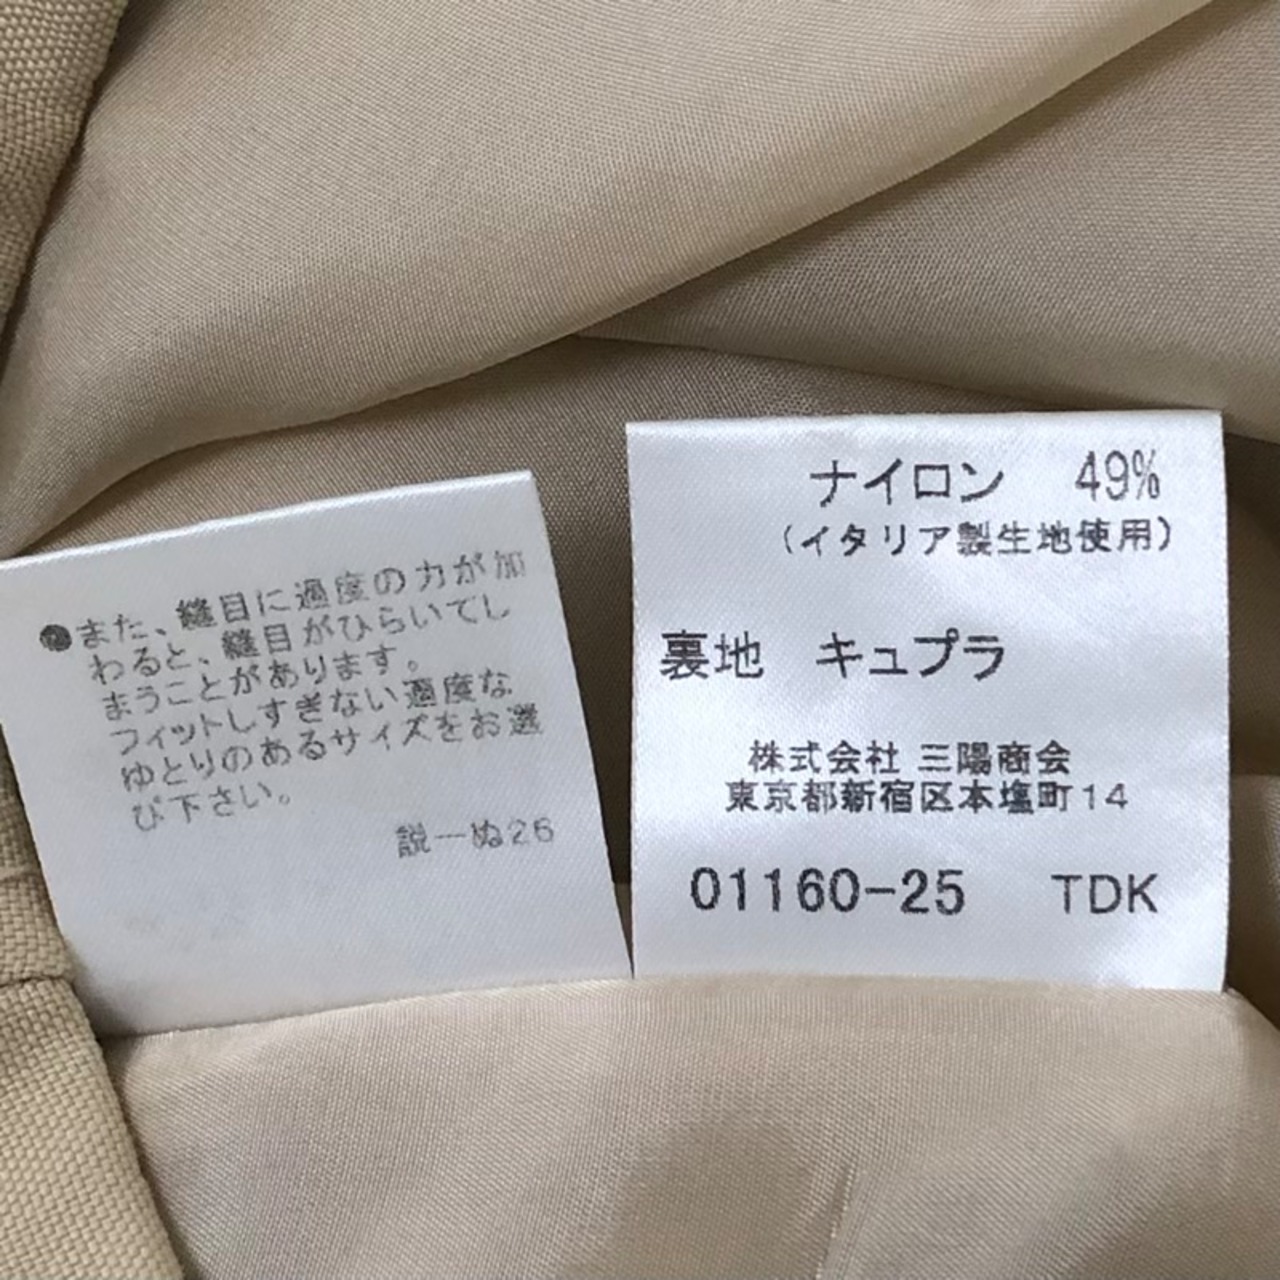 ●また、縫目に過度の力が加
わると、縫目がひらいてし
まうことがあります。
フィットしすぎない適度な
ゆとりのあるサイズをお選
び下さい。
説ーぬ26
ナイロン 49%
(イタリア製生地使用)
裏地 キュプラ
株式会社 三陽商会
東京都新宿区本塩町14
01160-25 TDK